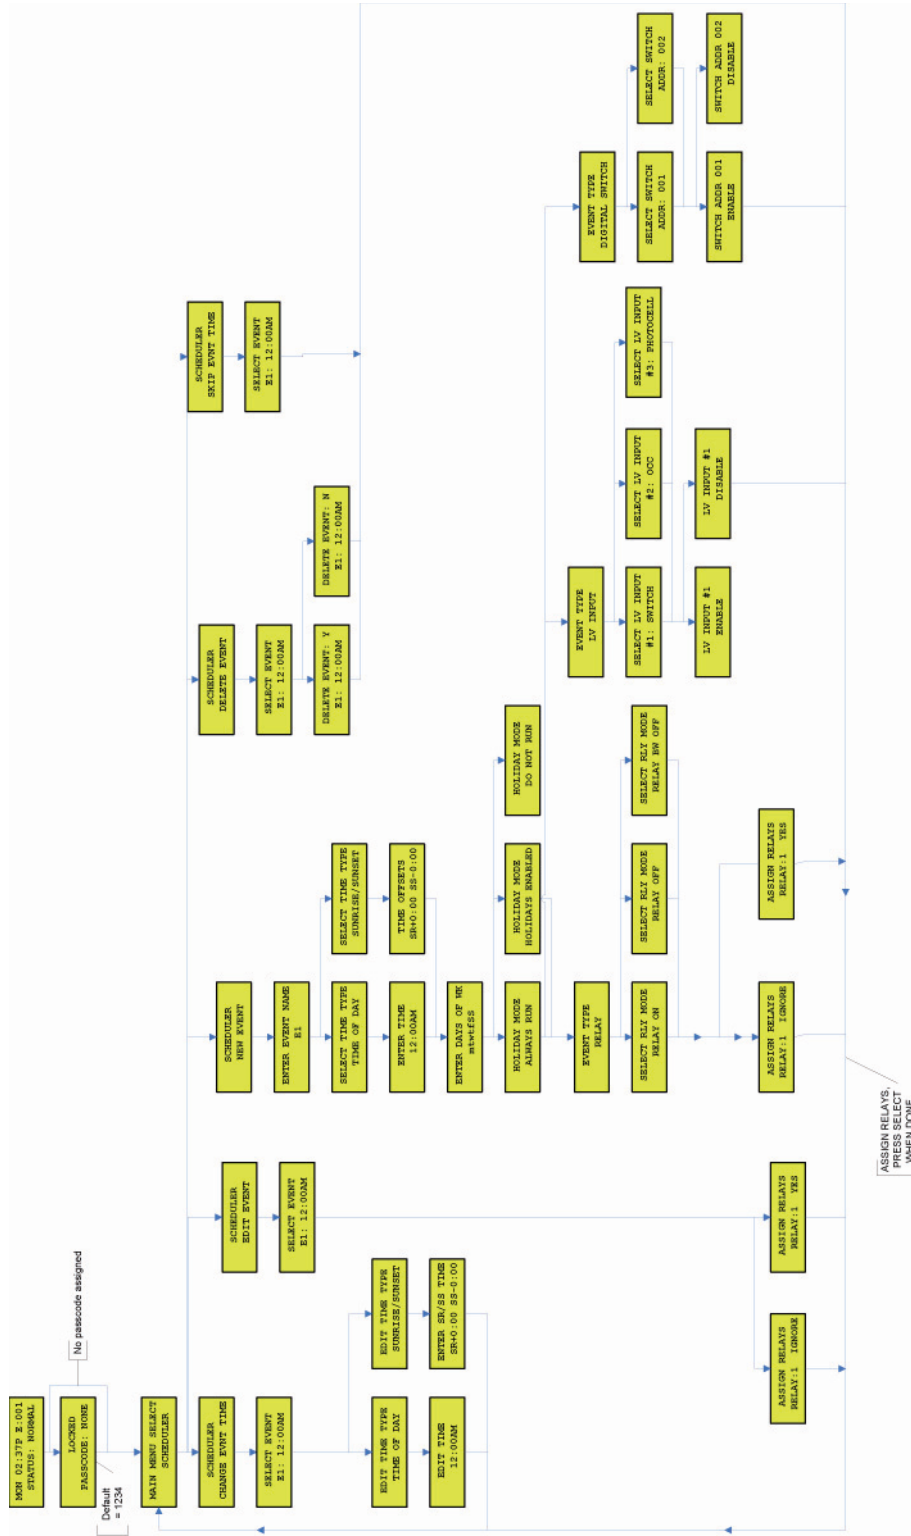 MON 02:37P E:001
STATUS: NORMAL
No passcode assigned
LOCKED
PASSCODE: NONE
Default
= 1234
MAIN MENU SELECT
SCHEDULER
SCHEDULER
CHANGE EVNT TIME
SELECT EVENT
E1: 12:00AM
EDIT TIME TYPE
TIME OF DAY
EDIT TIME
12:00AM
EDIT TIME TYPE
SUNRISE/SUNSET
ENTER SR/SS TIME
SR+0:00 SS-0:00
SCHEDULER
EDIT EVENT
SELECT EVENT
E1: 12:00AM
ASSIGN RELAYS
RELAY:1 IGNORE
ASSIGN RELAYS
RELAY:1 YES
SCHEDULER
NEW EVENT
ENTER EVENT NAME
E1
SELECT TIME TYPE
TIME OF DAY
ENTER TIME
12:00AM
SELECT TIME TYPE
SUNRISE/SUNSET
TIME OFFSETS
SR+0:00 SS-0:00
ENTER DAYS OF WK
mtwtfSS
HOLIDAY MODE
ALWAYS RUN
HOLIDAY MODE
HOLIDAYS ENABLED
HOLIDAY MODE
DO NOT RUN
EVENT TYPE
RELAY
SELECT RLY MODE
RELAY ON
SELECT RLY MODE
RELAY OFF
SELECT RLY MODE
RELAY BW OFF
ASSIGN RELAYS
RELAY:1 IGNORE
ASSIGN RELAYS
RELAY:1 YES
ASSIGN RELAYS,
PRESS SELECT
WHEN DONE
SCHEDULER
DELETE EVENT
SELECT EVENT
E1: 12:00AM
DELETE EVENT: Y
E1: 12:00AM
DELETE EVENT: N
E1: 12:00AM
EVENT TYPE
LV INPUT
SELECT LV INPUT
#1: SWITCH
SELECT LV INPUT
#2: OCC
SELECT LV INPUT
#3: PHOTOCELL
LV INPUT #1
ENABLE
LV INPUT #1
DISABLE
SCHEDULER
SKIP EVNT TIME
SELECT EVENT
E1: 12:00AM
EVENT TYPE
DIGITAL SWITCH
SELECT SWITCH
ADDR: 001
SELECT SWITCH
ADDR: 002
SWITCH ADDR 001
ENABLE
SWITCH ADDR 002
DISABLE